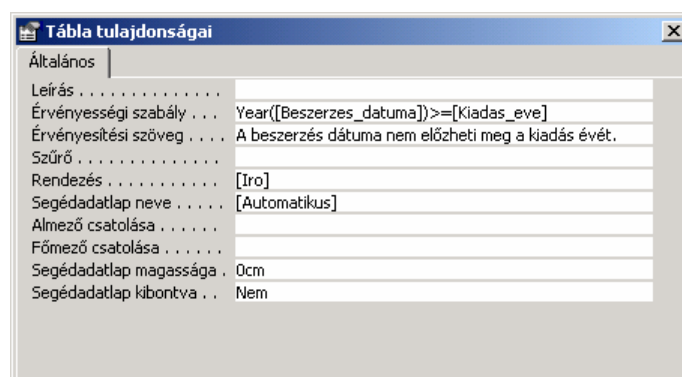 Tábla tulajdonságai
Általános
Leírás . . . . . . . . . . . . . .
Érvényességi szabály . . . Year([Beszerzes_datuma])>=[Kiadas_eve]
Érvényesítési szöveg . . . . A beszerzés dátuma nem előzheti meg a kiadás évét.
Szűrő . . . . . . . . . . . . . .
Rendezés . . . . . . . . . . . [Iro]
Segédadatlap neve . . . . . [Automatikus]
Almező csatolása . . . . . .
Főmező csatolása . . . . . .
Segédadatlap magassága . 0cm
Segédadatlap kibontva . . Nem